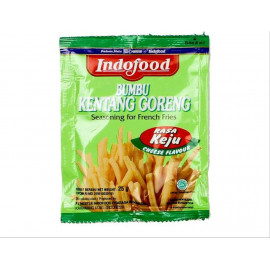 Indofood
BUMBU
KENTANG GORENG
Seasoning for French Fries
RASA
Keju
CHEESE FLAVOUR
25 g